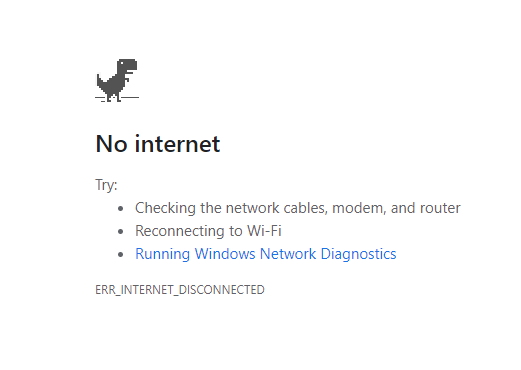 No internet
Try:
• Checking the network cables, modem, and router
• Reconnecting to Wi-Fi
• Running Windows Network Diagnostics
ERR_INTERNET_DISCONNECTED